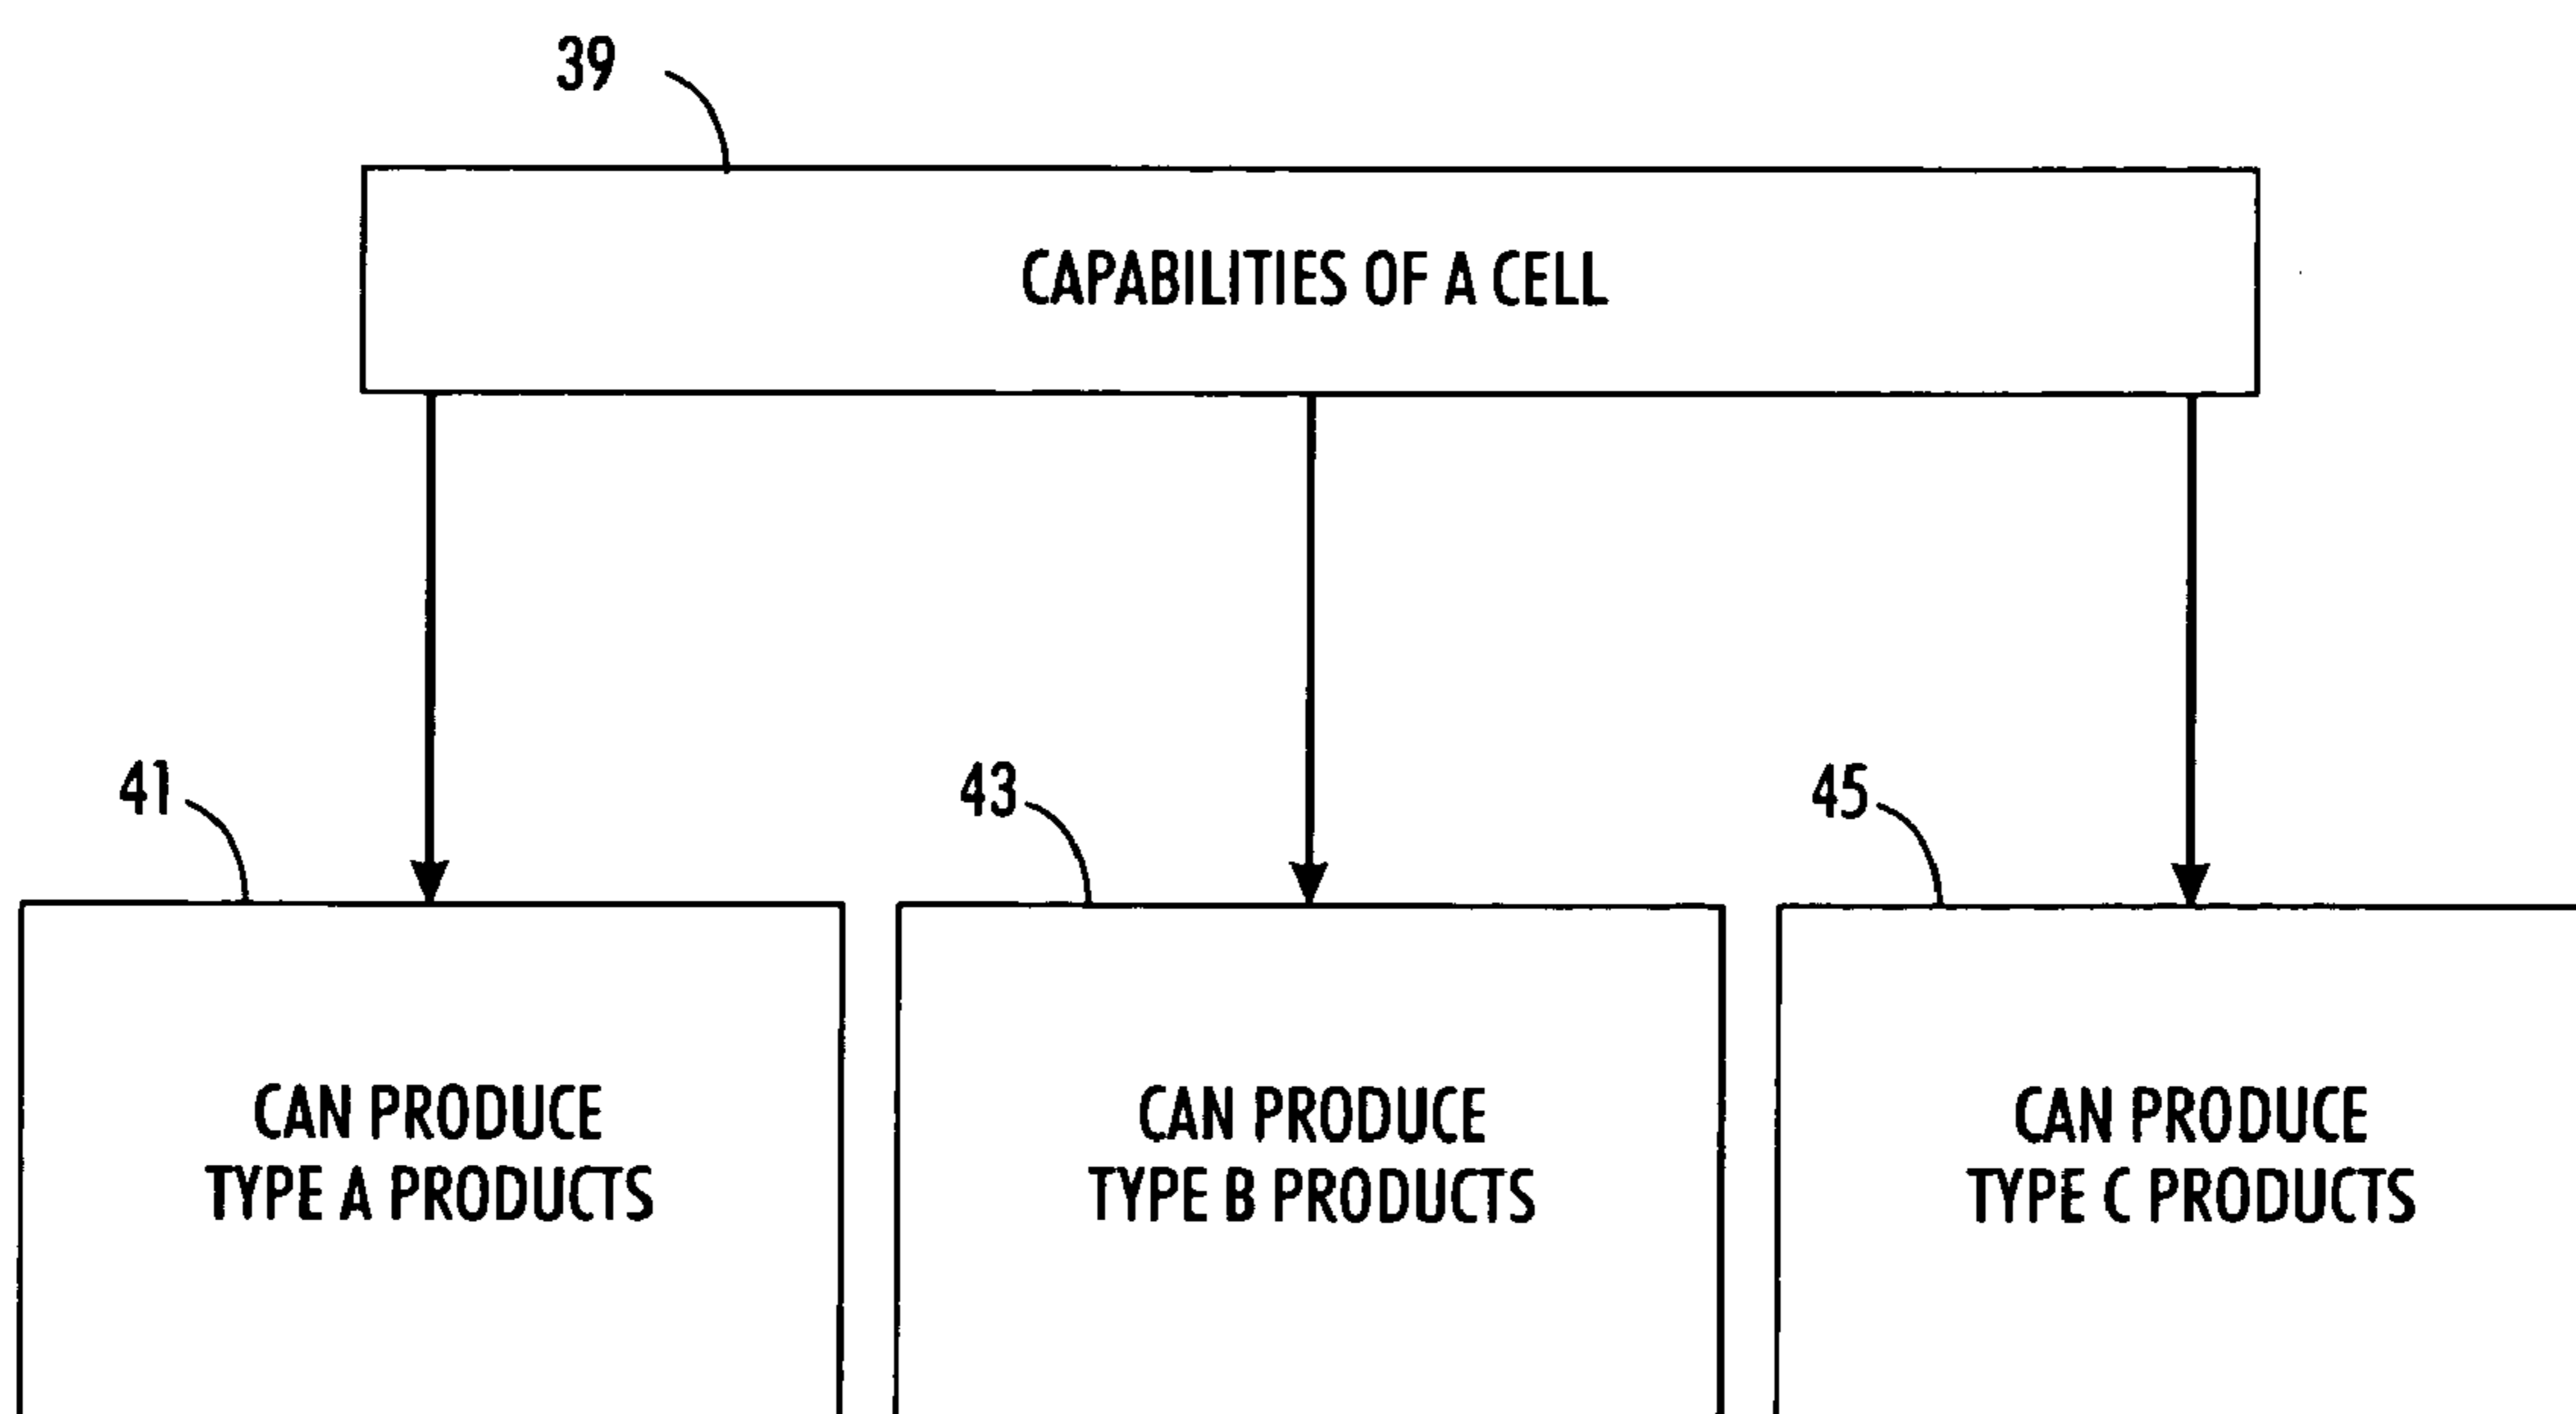 39
CAPABILITIES OF A CELL
41
43
45
CAN PRODUCE
TYPE A PRODUCTS
CAN PRODUCE
TYPE B PRODUCTS
CAN PRODUCE
TYPE C PRODUCTS